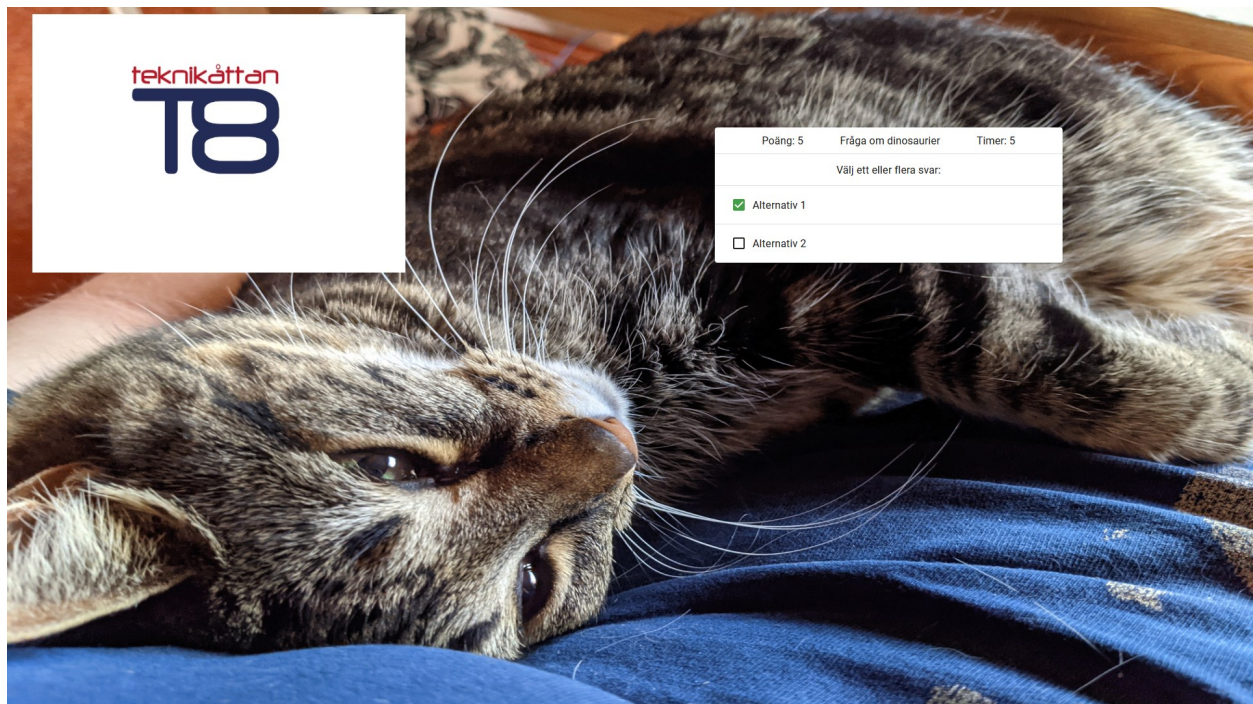 teknikåttan
T8
Poäng: 5 Fråga om dinosaurier Timer: 5
Välj ett eller flera svar:
Alternativ 1
Alternativ 2